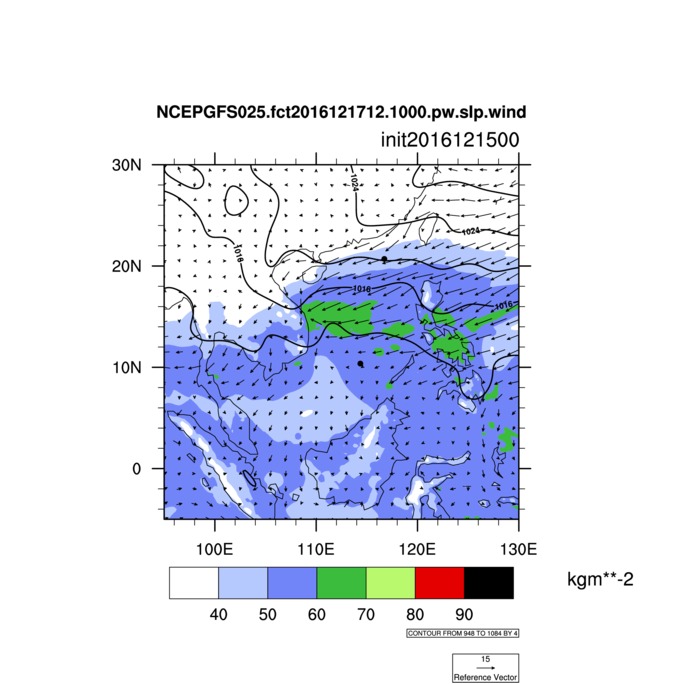 NCEPGFS025.fct2016121712.1000.pw.slp.wind
init2016121500
30N
20N
10N
0
1024
1018
1024
1016
1016
100E
110E
120E
130E
kgm**-2
40
50
60
70
80
90
CONTOUR FROM 948 TO 1084 BY 4
15
Reference Vector